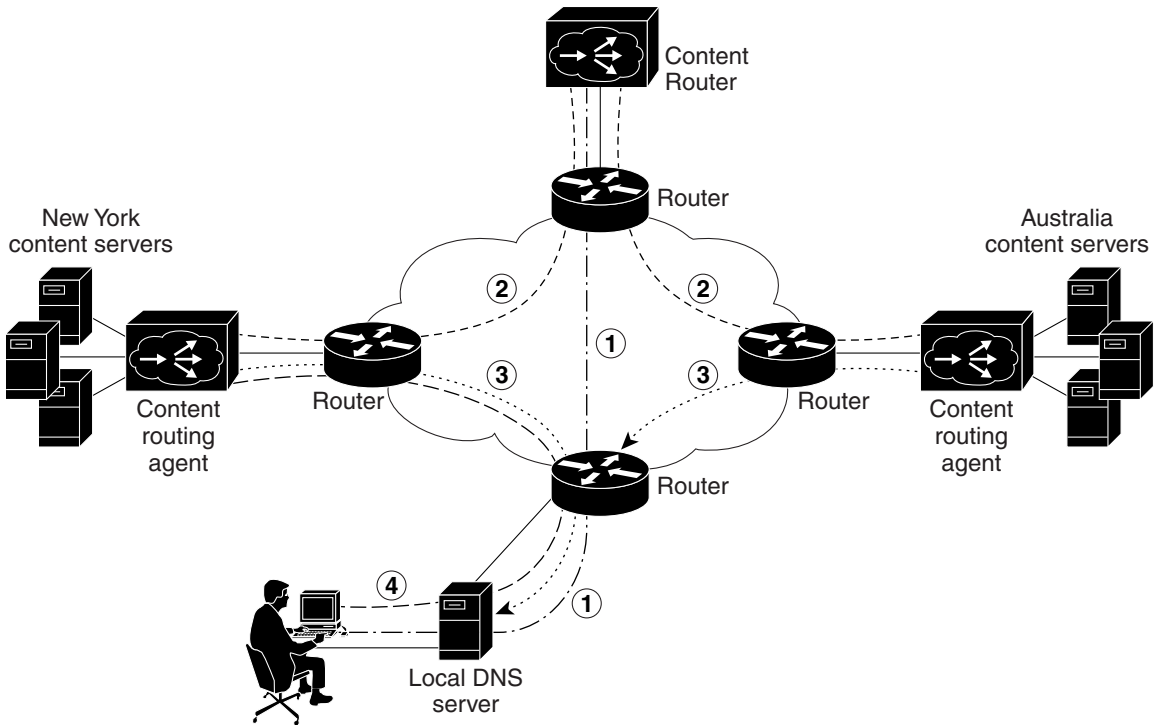 Content
Router
Router
New York
content servers
Australia
content servers
2
2
1
3
3
Content
routing
agent
Router
Router
Content
routing
agent
Router
4
1
Local DNS
server